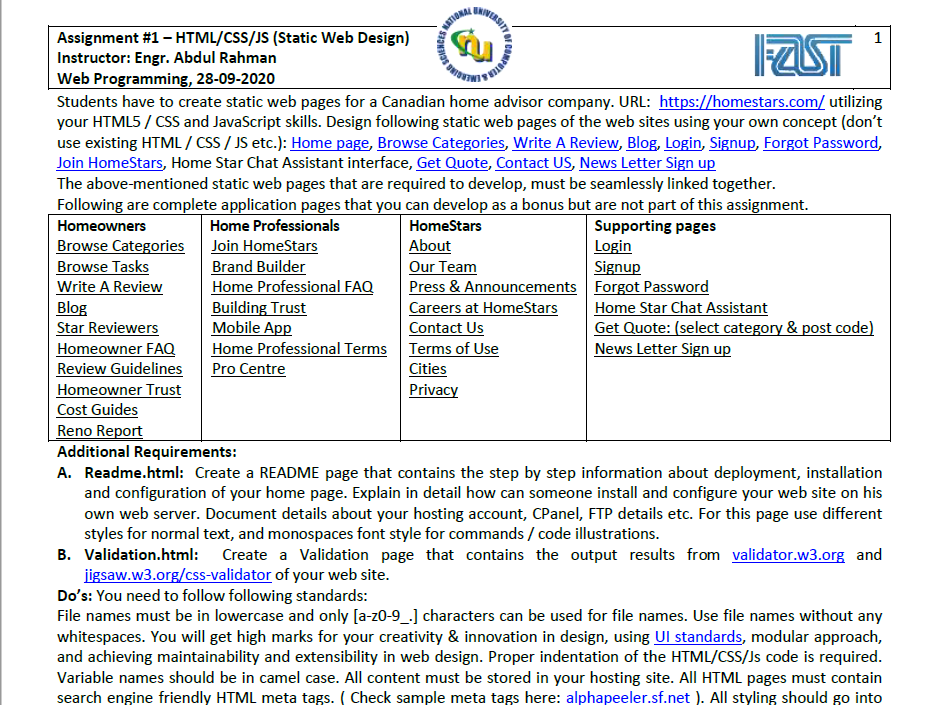 Assignment #1 – HTML/CSS/JS (Static Web Design)
Instructor: Engr. Abdul Rahman
Web Programming, 28-09-2020
NATIONAL UNIVERSITY OF COMPUTER & EMERGING SCIENCES
nu
FAST
1
Students have to create static web pages for a Canadian home advisor company. URL: https://homestars.com/ utilizing
your HTML5 / CSS and JavaScript skills. Design following static web pages of the web sites using your own concept (don't
use existing HTML / CSS / JS etc.): Home page, Browse Categories, Write A Review, Blog, Login, Signup, Forgot Password,
Join HomeStars, Home Star Chat Assistant interface, Get Quote, Contact US, News Letter Sign up
The above-mentioned static web pages that are required to develop, must be seamlessly linked together.
Following are complete application pages that you can develop as a bonus but are not part of this assignment.
Homeowners
Browse Categories
Browse Tasks
Write A Review
Blog
Star Reviewers
Homeowner FAQ
Review Guidelines
Homeowner Trust
Cost Guides
Reno Report
Home Professionals
Join HomeStars
Brand Builder
Home Professional FAQ
Building Trust
Mobile App
Home Professional Terms
Pro Centre
HomeStars
About
Our Team
Press & Announcements
Careers at HomeStars
Contact Us
Terms of Use
Cities
Privacy
Supporting pages
Login
Signup
Forgot Password
Home Star Chat Assistant
Get Quote: (select category & post code)
News Letter Sign up
Additional Requirements:
A. Readme.html: Create a README page that contains the step by step information about deployment, installation
and configuration of your home page. Explain in detail how can someone install and configure your web site on his
own web server. Document details about your hosting account, CPanel, FTP details etc. For this page use different
styles for normal text, and monospaces font style for commands / code illustrations.
B. Validation.html: Create a Validation page that contains the output results from validator.w3.org and
jigsaw.w3.org/css-validator of your web site.
Do's: You need to follow following standards:
File names must be in lowercase and only [a-z0-9_.] characters can be used for file names. Use file names without any
whitespaces. You will get high marks for your creativity & innovation in design, using UI standards, modular approach,
and achieving maintainability and extensibility in web design. Proper indentation of the HTML/CSS/Js code is required.
Variable names should be in camel case. All content must be stored in your hosting site. All HTML pages must contain
search engine friendly HTML meta tags. ( Check sample meta tags here: alphapeeler.sf.net ). All styling should go into